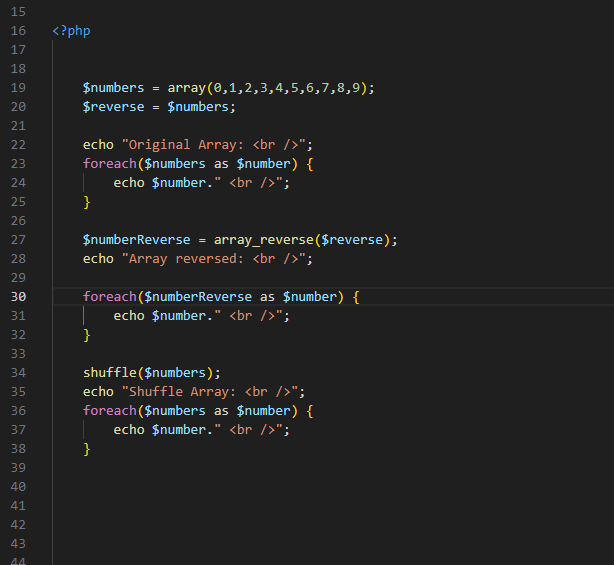 15
16 <?php
17
18
19 $numbers = array(0,1,2,3,4,5,6,7,8,9);
20 $reverse = $numbers;
21
22 echo "Original Array: <br />";
23 foreach($numbers as $number) {
24 echo $number." <br />";
25 }
26
27 $numberReverse = array_reverse($reverse);
28 echo "Array reversed: <br />";
29
30 foreach($numberReverse as $number) {
31 echo $number." <br />";
32 }
33
34 shuffle($numbers);
35 echo "Shuffle Array: <br />";
36 foreach($numbers as $number) {
37 echo $number." <br />";
38 }
39
40
41
42
43
44